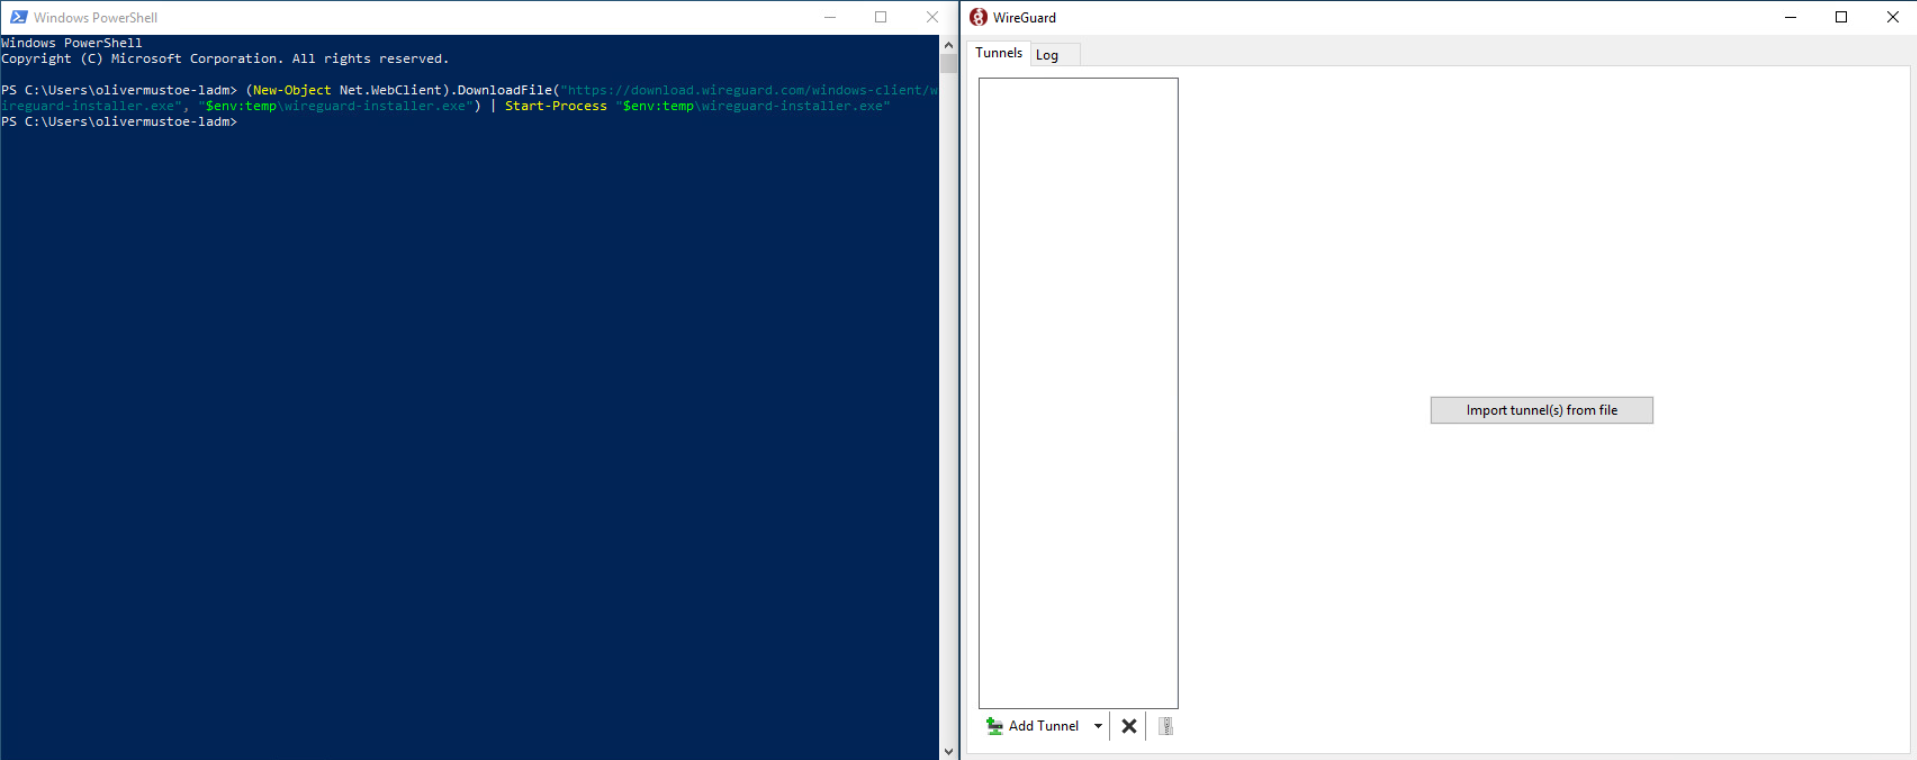 Windows PowerShell
Windows PowerShell
Copyright (C) Microsoft Corporation. All rights reserved.
PS C:\Users\olivermustoe-ladm> (New-Object Net.WebClient).DownloadFile("https://download.wireguard.com/windows-client/w
ireguard-installer.exe", "$env:temp\wireguard-installer.exe") | Start-Process "$env:temp\wireguard-installer.exe"
PS C:\Users\olivermustoe-ladm>
WireGuard
Tunnels Log
Import tunnel(s) from file
Add Tunnel